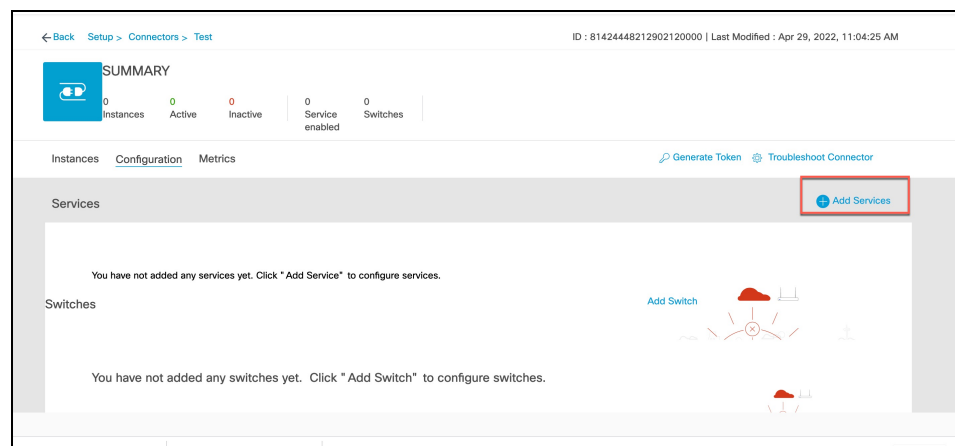 Back Setup > Connectors > Test
ID : 81424448212902120000 | Last Modified : Apr 29, 2022, 11:04:25 AM
SUMMARY
0 0 0 0 0
Instances Active Inactive Service enabled Switches
Instances Configuration Metrics
Generate Token Troubleshoot Connector
Services
Add Services
You have not added any services yet. Click "Add Service" to configure services.
Switches
Add Switch
You have not added any switches yet. Click "Add Switch" to configure switches.